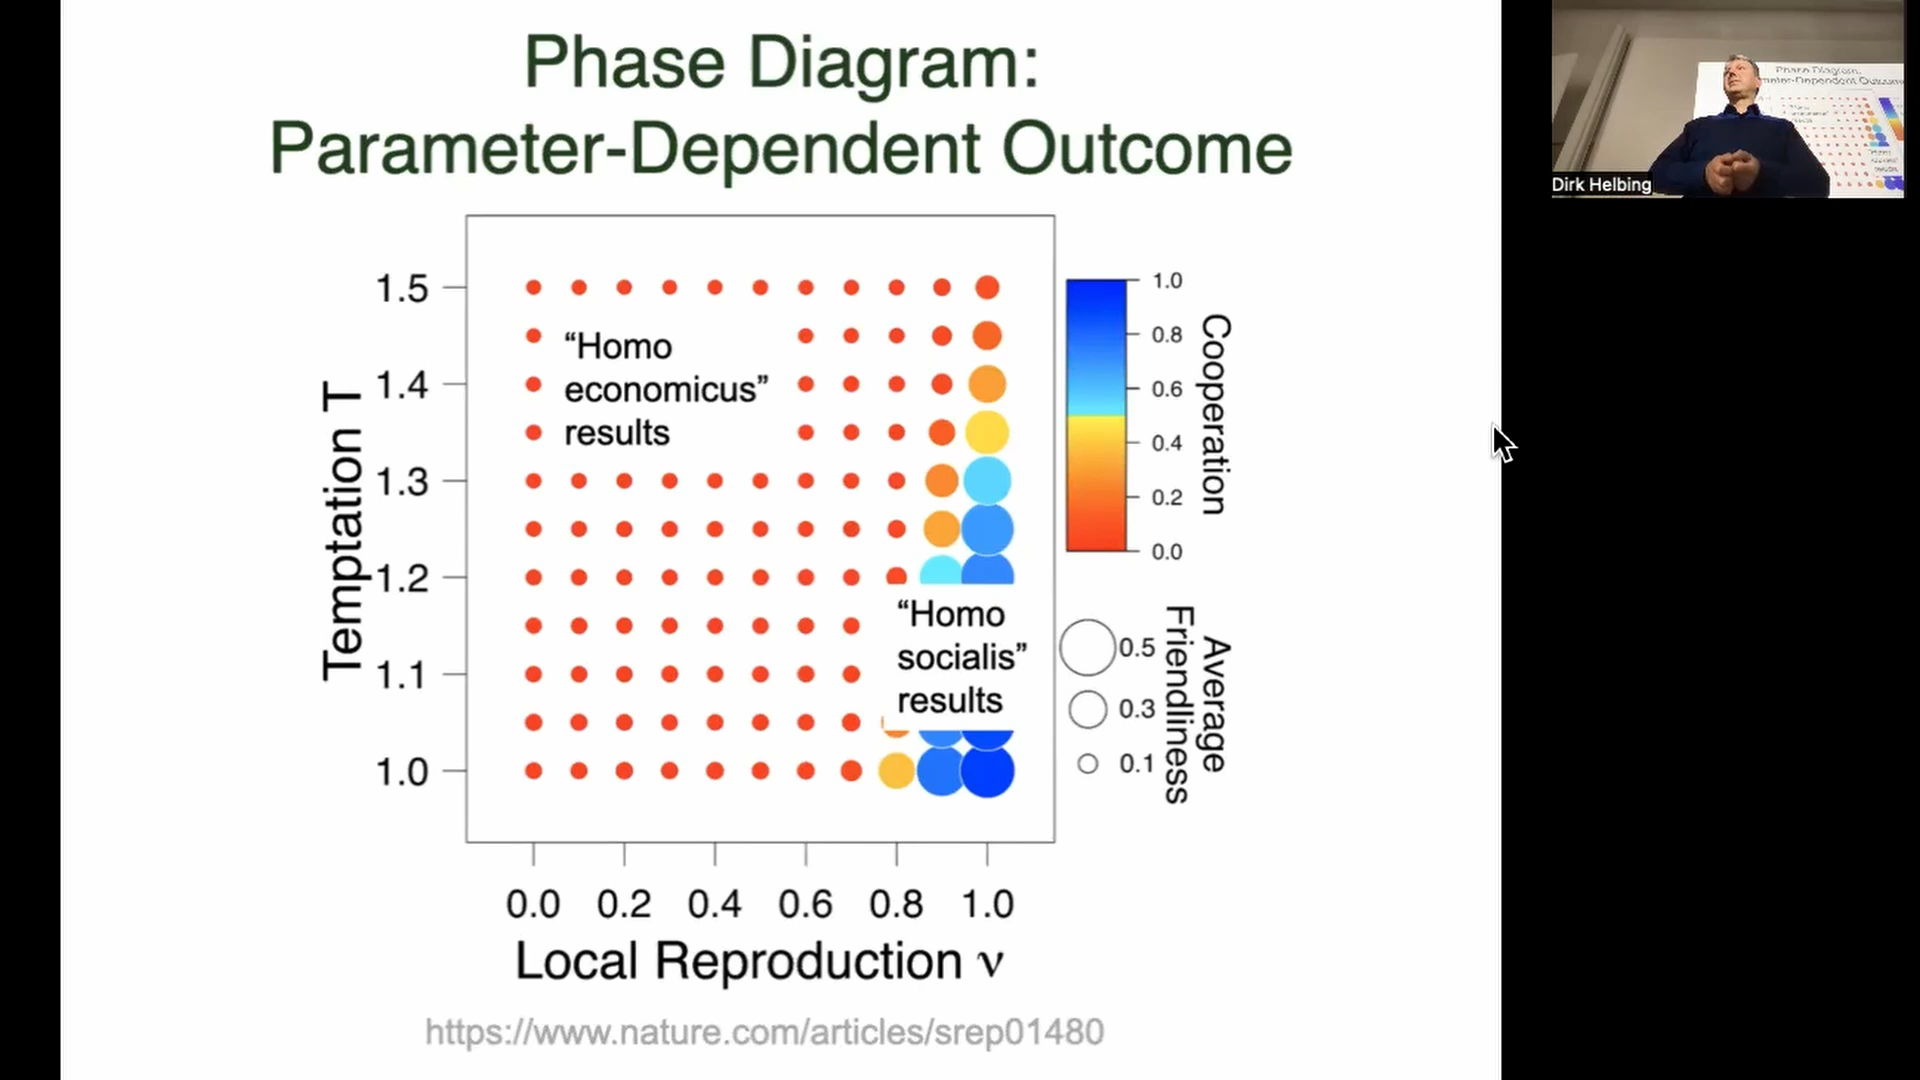 Phase Diagram:
Parameter-Dependent Outcome
Temptation T
1.5
1.4
1.3
1.2
1.1
1.0
“Homo
economicus”
results
“Homo
socialis”
results
0.0 0.2 0.4 0.6 0.8 1.0
Local Reproduction ν
1.0
0.8
0.6
0.4
0.2
0.0
Cooperation
0.5
0.3
0.1
Average
Friendliness
https://www.nature.com/articles/srep01480
Dirk Helbing
Phase Diagram: